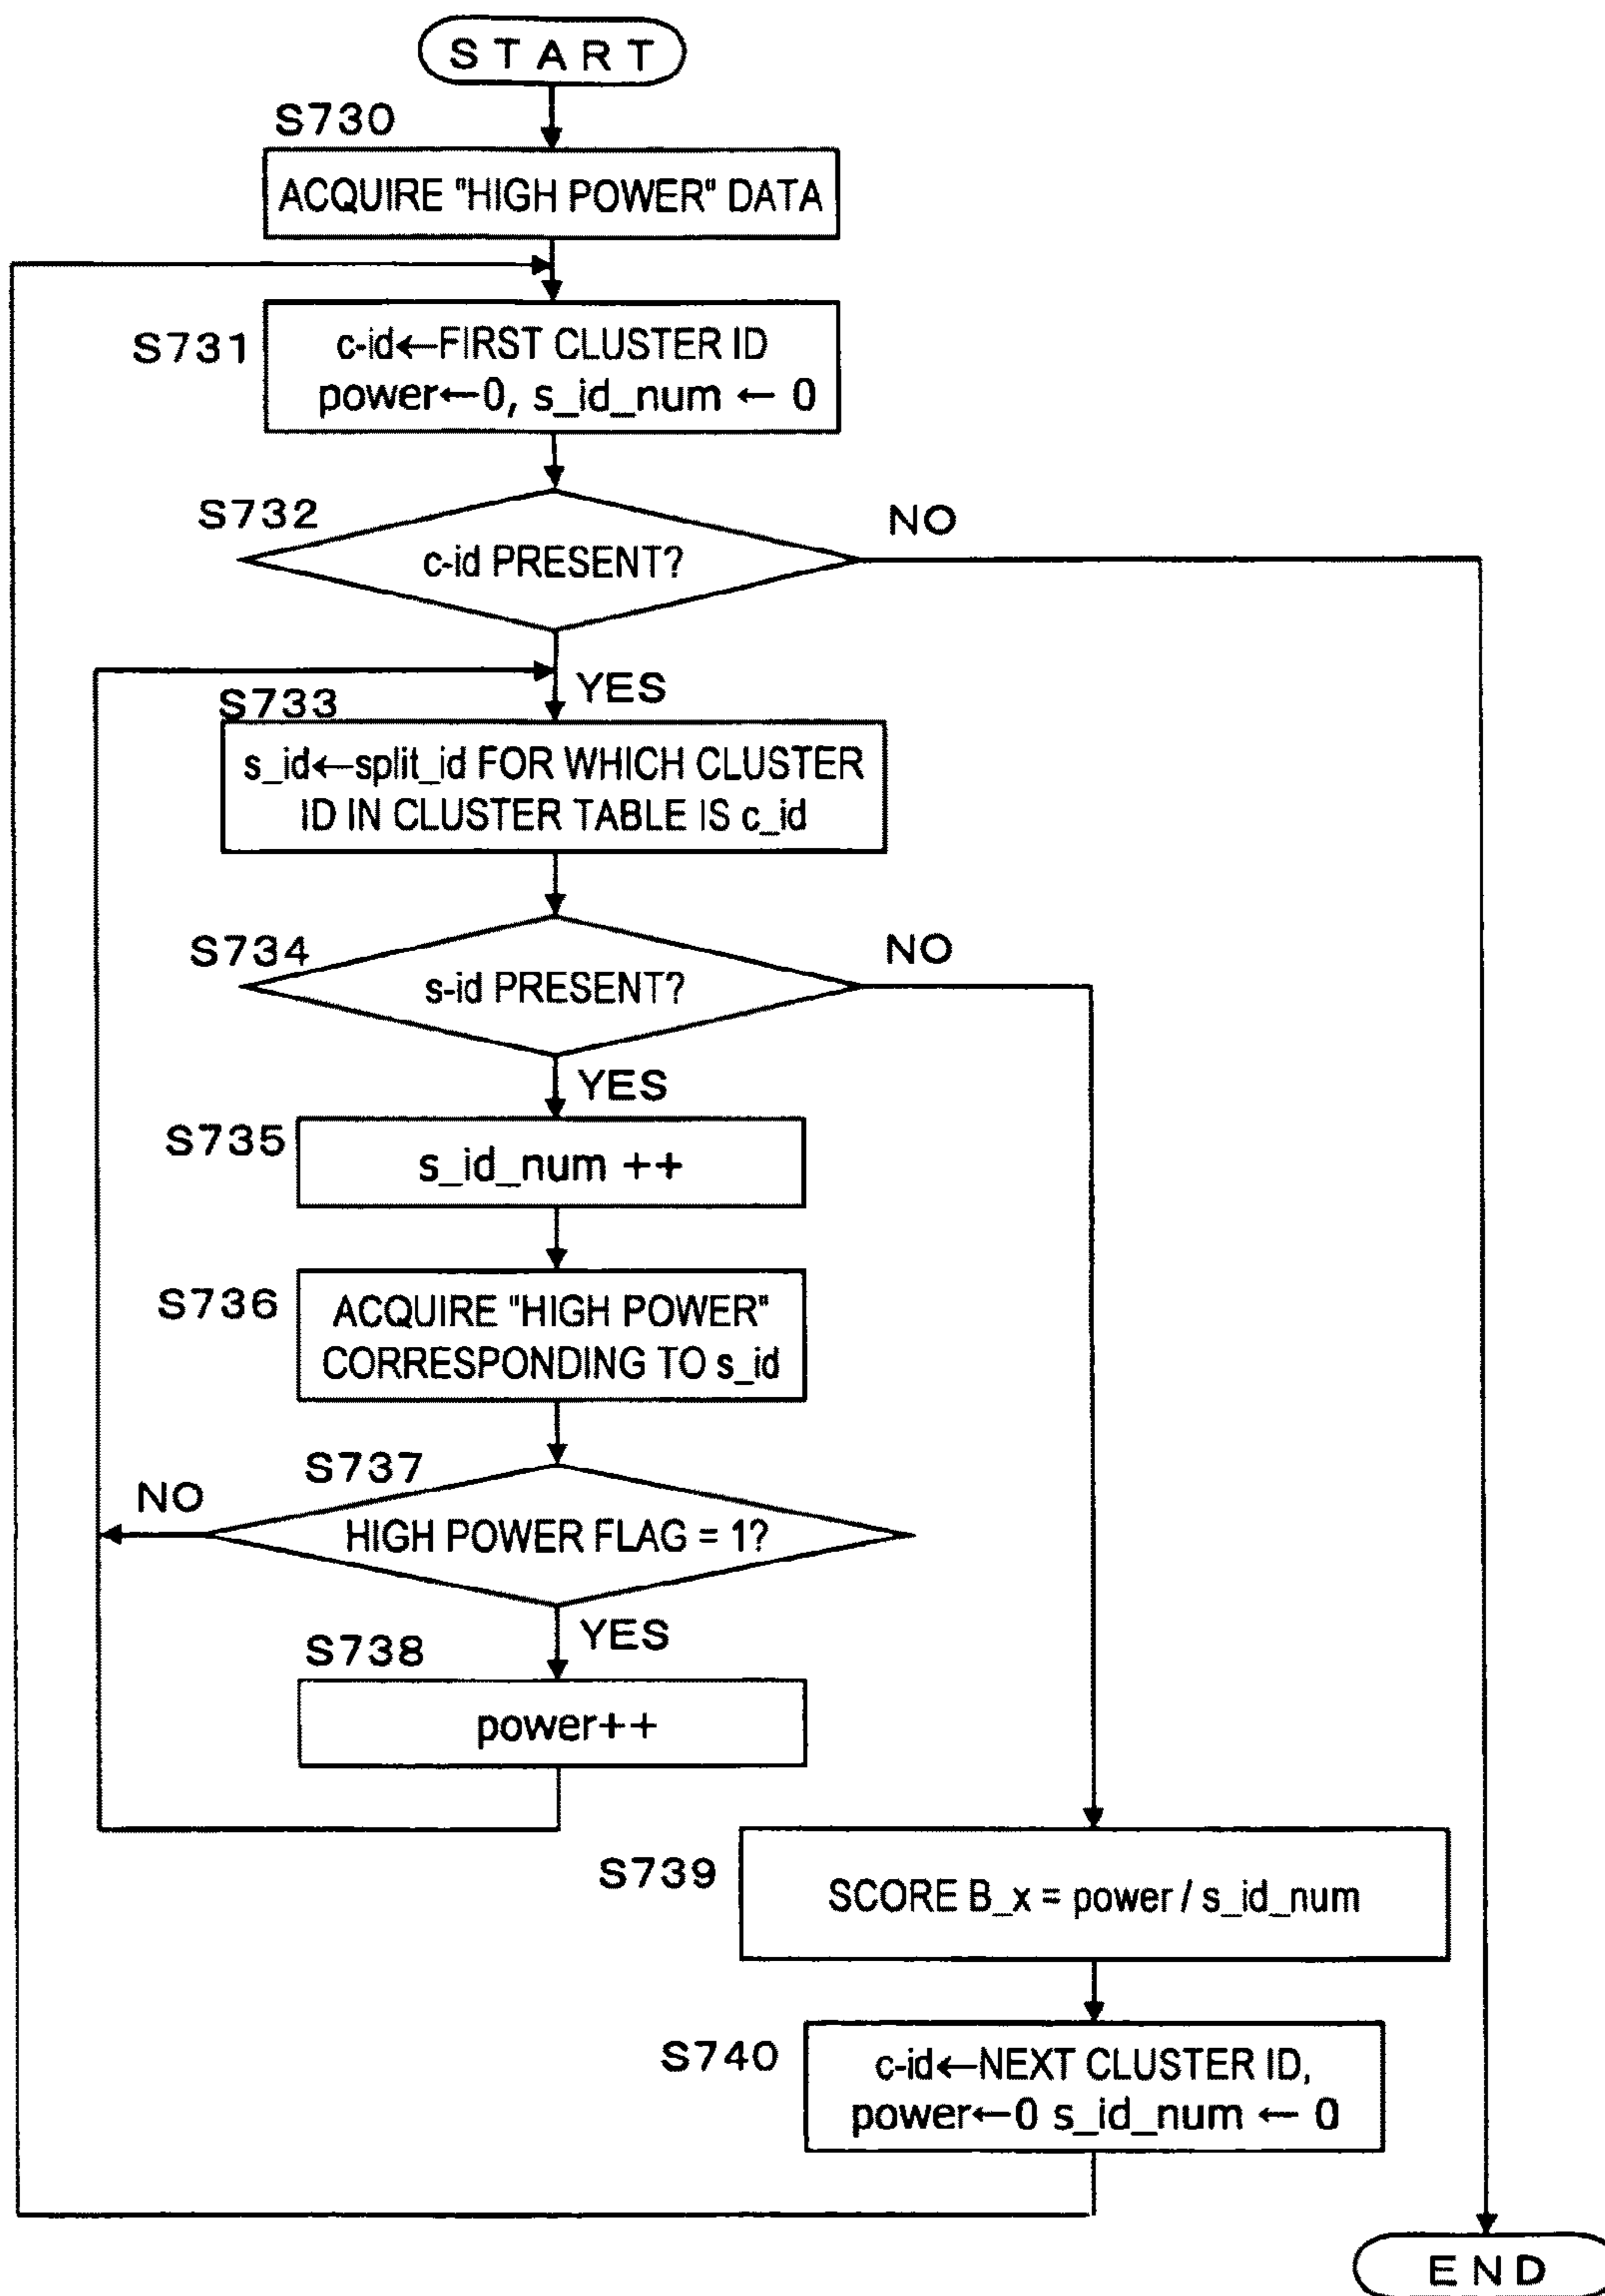 START
S730
ACQUIRE "HIGH POWER" DATA
S731
c-id←FIRST CLUSTER ID
power←0, s_id_num ← 0
S732
NO
c-id PRESENT?
YES
S733
s_id←split_id FOR WHICH CLUSTER
ID IN CLUSTER TABLE IS c_id
S734
NO
s-id PRESENT?
YES
S735
s_id_num ++
S736
ACQUIRE "HIGH POWER"
CORRESPONDING TO s_id
S737
NO
HIGH POWER FLAG = 1?
YES
S738
power++
S739
SCORE B_x = power / s_id_num
S740
c-id←NEXT CLUSTER ID,
power←0 s_id_num ← 0
END